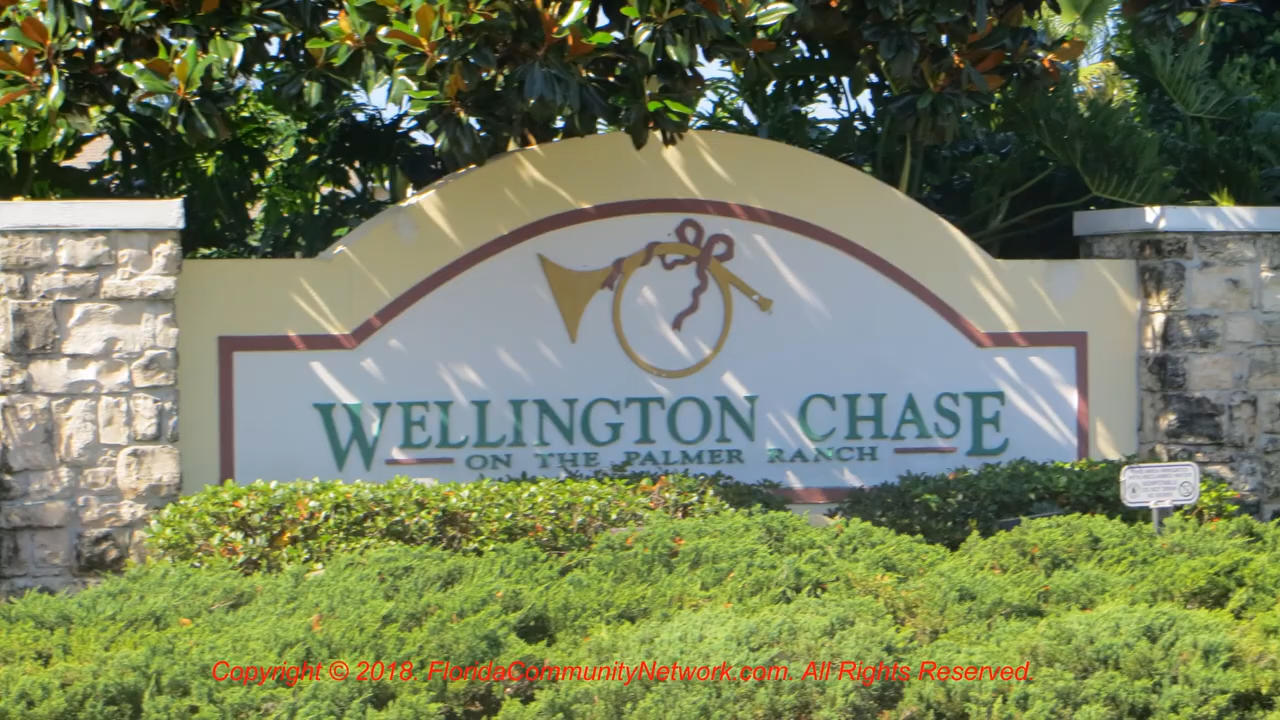 WELLINGTON CHASE
ON THE PALMER RANCH
Copyright © 2018. FloridaCommunityNetwork.com. All Rights Reserved.